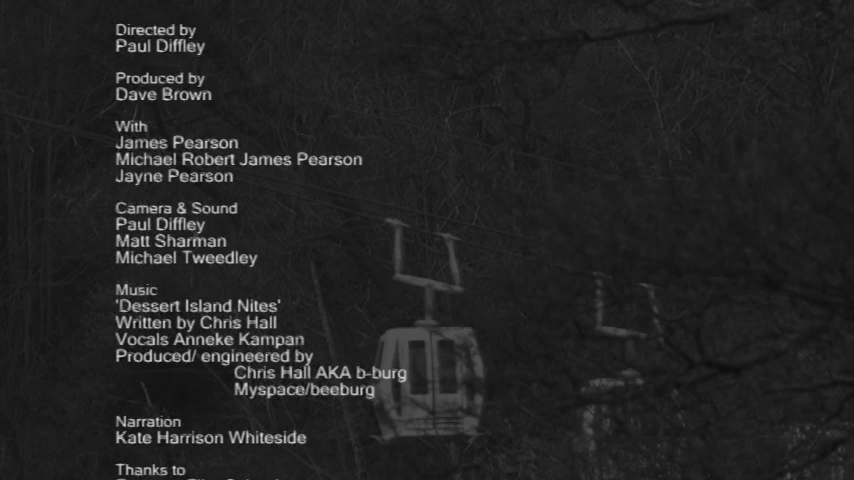 Directed by
Paul Diffley
Produced by
Dave Brown
With
James Pearson
Michael Robert James Pearson
Jayne Pearson
Camera & Sound
Paul Diffley
Matt Sharman
Michael Tweedley
Music
'Dessert Island Nites'
Written by Chris Hall
Vocals Anneke Kampan
Produced/ engineered by
Chris Hall AKA b-burg
Myspace/beeburg
Narration
Kate Harrison Whiteside
Thanks to